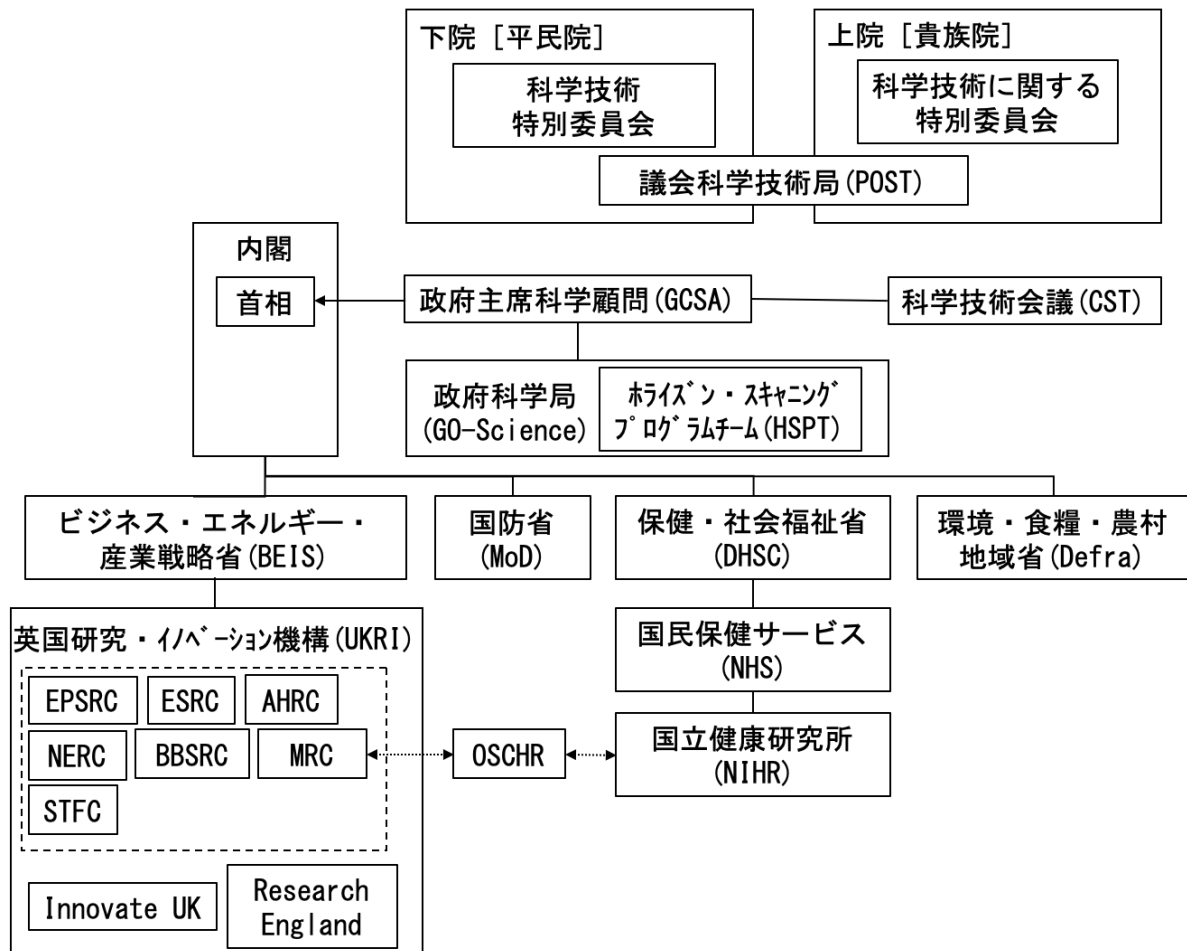 下院［平民院］
科学技術
特別委員会
上院［貴族院］
科学技術に関する
特別委員会
議会科学技術局(POST)
内閣
首相
政府主席科学顧問(GCSA)
科学技術会議(CST)
政府科学局
(GO-Science)
ﾎﾗｲｽﾞﾝ・ｽｷｬﾆﾝｸﾞ
ﾌﾟﾛｸﾞﾗﾑﾁｰﾑ(HSPT)
ビジネス・エネルギー・
産業戦略省(BEIS)
国防省
(MoD)
保健・社会福祉省
(DHSC)
環境・食糧・農村
地域省(Defra)
英国研究・ｲﾉﾍﾞｰｼｮﾝ機構(UKRI)
EPSRC
ESRC
AHRC
NERC
BBSRC
MRC
STFC
OSCHR
国民保健サービス
(NHS)
国立健康研究所
(NIHR)
Innovate UK
Research
England